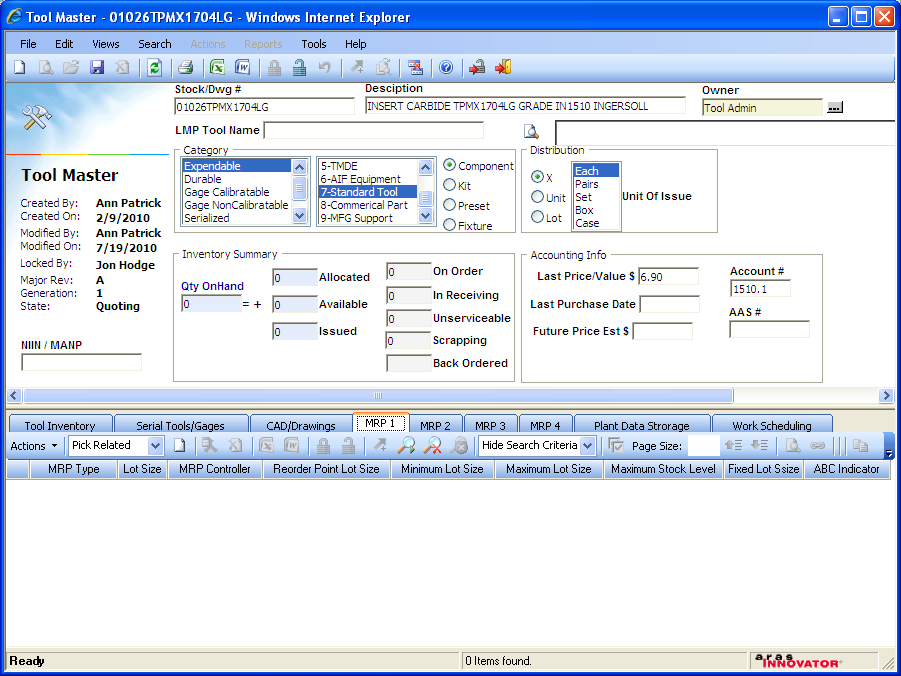 Tool Master - 01026TPMX1704LG - Windows Internet Explorer
File Edit Views Search Actions Reports Tools Help
Stock/Dwg # Desciption Owner
01026TPMX1704LG INSERT CARBIDE TPMX1704LG GRADE IN1510 INGERSOLL Tool Admin ...
LMP Tool Name
Category Distribution
Expendable 5-TMDE Component Each
Durable 6-AIF Equipment Kit X Pairs
Gage Calibratable 7-Standard Tool Preset Unit Set Unit Of Issue
Gage NonCalibratable 8-Commerical Part Fixture Lot Box
Serialized 9-MFG Support Case
Tool Master
Created By: Ann Patrick
Created On: 2/9/2010
Modified By: Ann Patrick
Modified On: 7/19/2010
Locked By: Jon Hodge
Major Rev: A
Generation: 1
State: Quoting
NIIN / MANP
Inventory Summary
Qty OnHand
0 = +
0 Allocated
0 Available
0 Issued
0 On Order
0 In Receiving
0 Unserviceable
0 Scrapping
Back Ordered
Accounting Info
Last Price/Value $ 6.90
Last Purchase Date
Future Price Est $
Account #
1510.1
AAS #
Tool Inventory Serial Tools/Gages CAD/Drawings MRP 1 MRP 2 MRP 3 MRP 4 Plant Data Strorage Work Scheduling
Actions Pick Related Hide Search Criteria Page Size:
MRP Type Lot Size MRP Controller Reorder Point Lot Size Minimum Lot Size Maximum Lot Size Maximum Stock Level Fixed Lot Ssize ABC Indicator
Ready 0 Items found. aras INNOVATOR